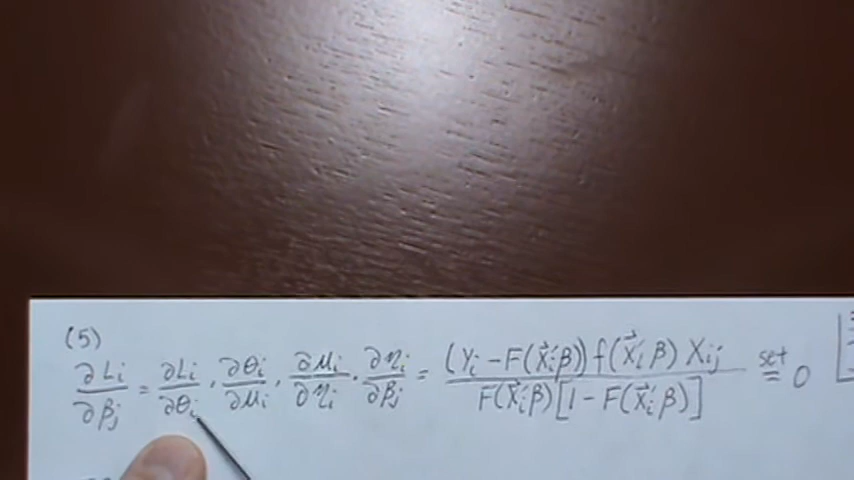 (5)
∂Li/∂βj = ∂Li/∂θi · ∂θi/∂μi · ∂μi/∂ηi · ∂ηi/∂βj = (Yi − F(X⃗i′β)) f(X⃗i′β) Xij / F(X⃗i′β)[1 − F(X⃗i′β)] set = 0